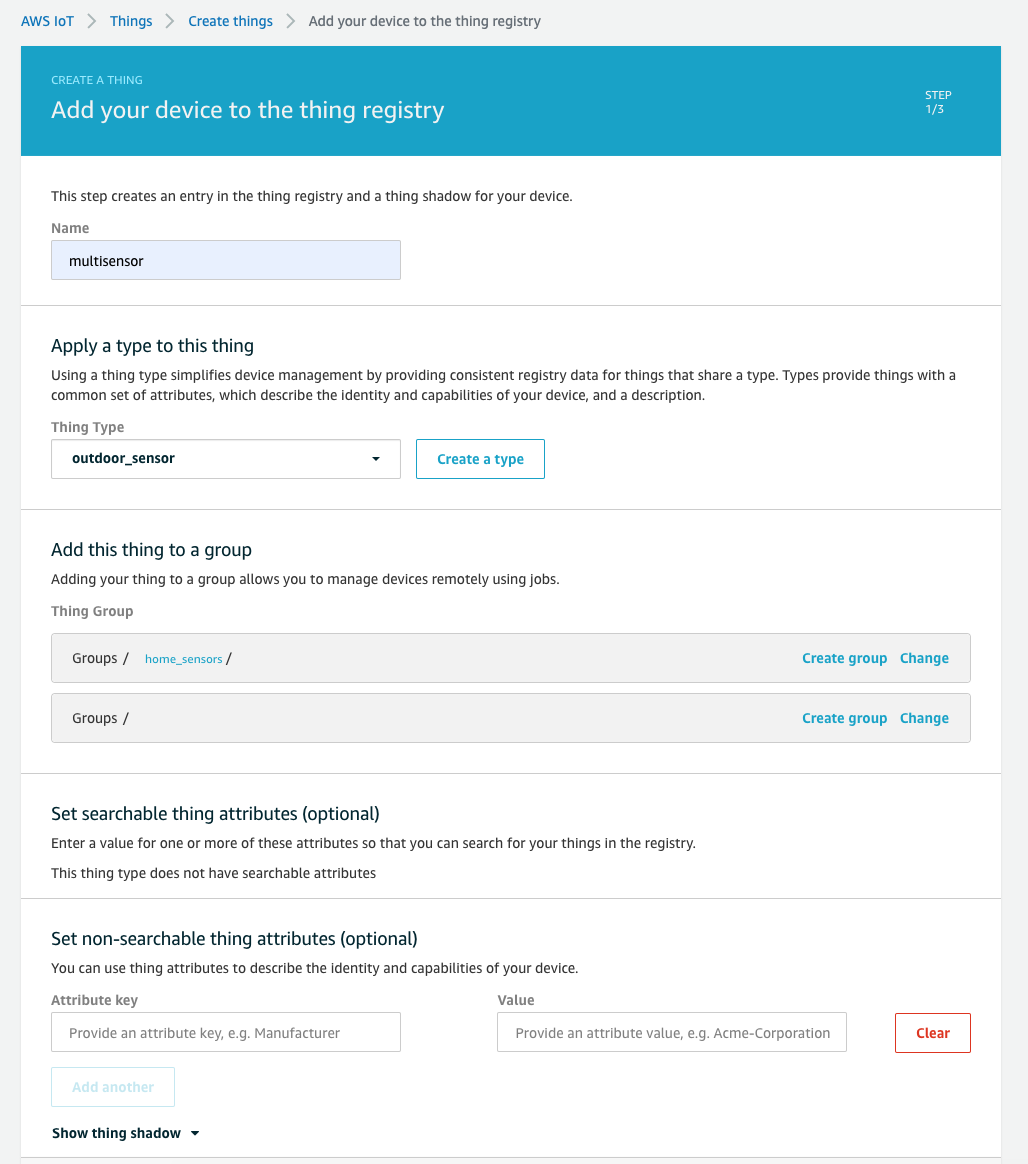 AWS IoT > Things > Create things > Add your device to the thing registry
CREATE A THING
Add your device to the thing registry
STEP
1/3
This step creates an entry in the thing registry and a thing shadow for your device.
Name
multisensor
Apply a type to this thing
Using a thing type simplifies device management by providing consistent registry data for things that share a type. Types provide things with a
common set of attributes, which describe the identity and capabilities of your device, and a description.
Thing Type
outdoor_sensor
Create a type
Add this thing to a group
Adding your thing to a group allows you to manage devices remotely using jobs.
Thing Group
Groups / home_sensors / Create group Change
Groups / Create group Change
Set searchable thing attributes (optional)
Enter a value for one or more of these attributes so that you can search for your things in the registry.
This thing type does not have searchable attributes
Set non-searchable thing attributes (optional)
You can use thing attributes to describe the identity and capabilities of your device.
Attribute key Value
Provide an attribute key, e.g. Manufacturer Provide an attribute value, e.g. Acme-Corporation Clear
Add another
Show thing shadow